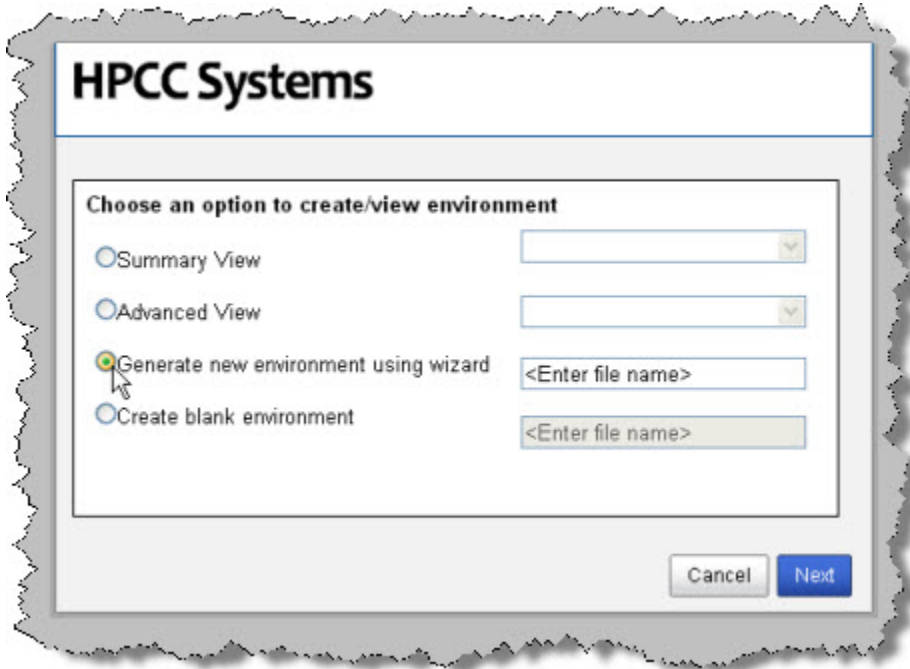 HPCC Systems
Choose an option to create/view environment
Summary View
Advanced View
Generate new environment using wizard
<Enter file name>
Create blank environment
<Enter file name>
Cancel
Next